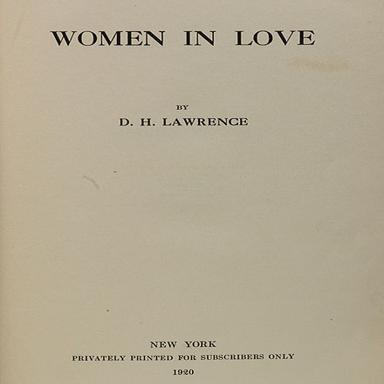 WOMEN IN LOVE
BY
D. H. LAWRENCE
NEW YORK
PRIVATELY PRINTED FOR SUBSCRIBERS ONLY
1920